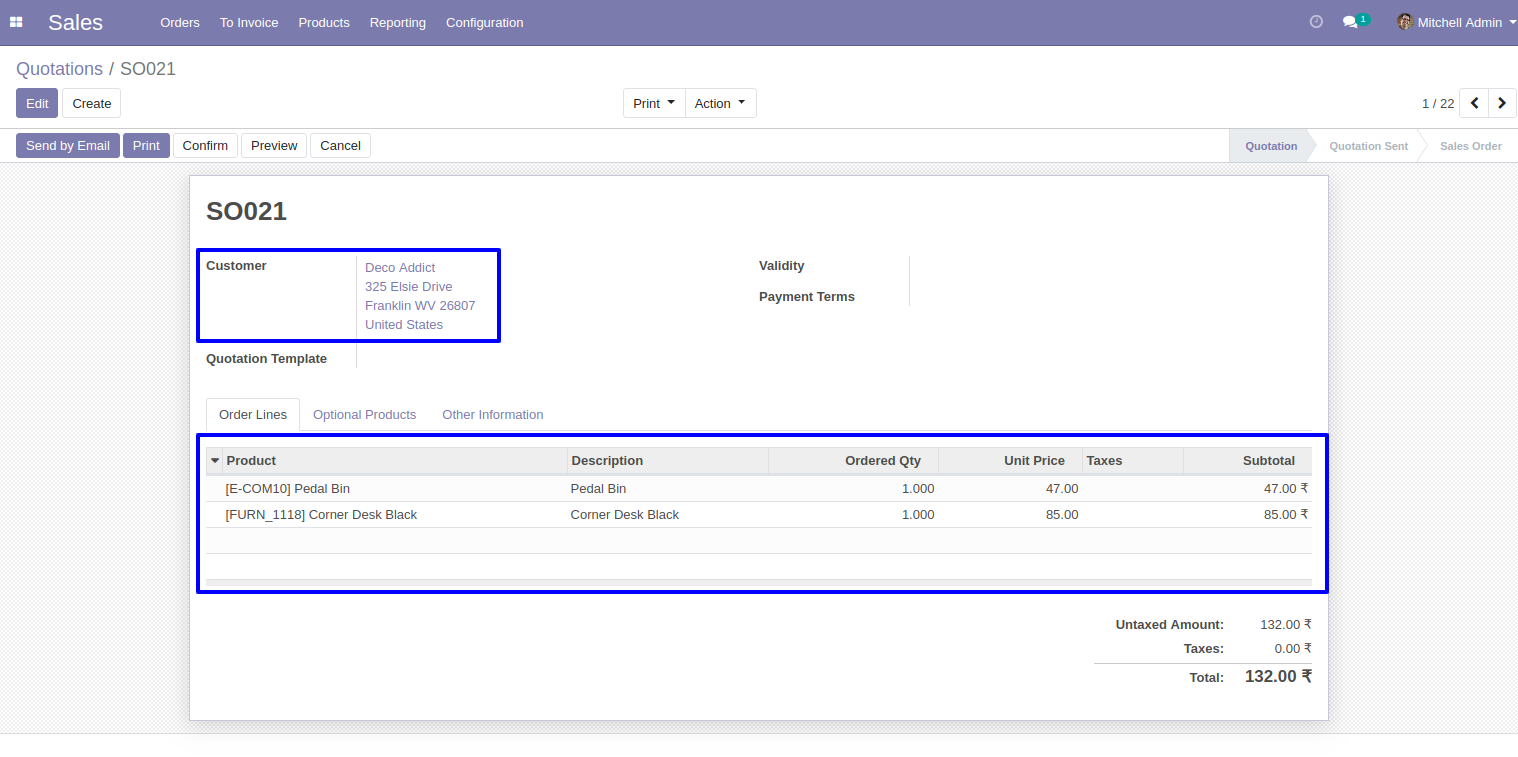 Sales Orders To Invoice Products Reporting Configuration 1 Mitchell Admin
Quotations / SO021
Edit Create Print Action 1 / 22
Send by Email Print Confirm Preview Cancel Quotation Quotation Sent Sales Order
SO021
Customer Deco Addict Validity
325 Elsie Drive
Payment Terms
Franklin WV 26807
United States
Quotation Template
Order Lines Optional Products Other Information
Product Description Ordered Qty Unit Price Taxes Subtotal
[E-COM10] Pedal Bin Pedal Bin 1.000 47.00 47.00 ₹
[FURN_1118] Corner Desk Black Corner Desk Black 1.000 85.00 85.00 ₹
Untaxed Amount: 132.00 ₹
Taxes: 0.00 ₹
Total: 132.00 ₹